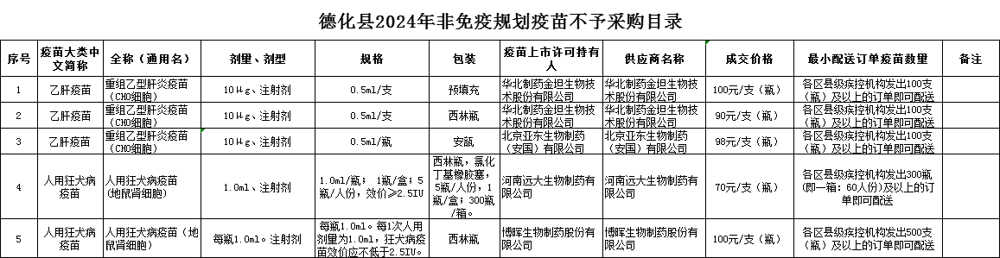 德化县2024年非免疫规划疫苗不予采购目录
序号 疫苗大类中文简称 全称（通用名） 剂量、剂型 规格 包装 疫苗上市许可持有人 供应商名称 成交价格 最小配送订单疫苗数量 备注
1 乙肝疫苗 重组乙型肝炎疫苗（CHO细胞） 10μg、注射剂 0.5ml/支 预填充 华北制药金坦生物技术股份有限公司 华北制药金坦生物技术股份有限公司 100元/支（瓶） 各区县级疾控机构发出100支（瓶）及以上的订单即可配送
2 乙肝疫苗 重组乙型肝炎疫苗（CHO细胞） 10μg、注射剂 0.5ml/支 西林瓶 华北制药金坦生物技术股份有限公司 华北制药金坦生物技术股份有限公司 90元/支（瓶） 各区县级疾控机构发出100支（瓶）及以上的订单即可配送
3 乙肝疫苗 重组乙型肝炎疫苗（CHO细胞） 10μg、注射剂 0.5ml/瓶 安瓿 北京亚东生物制药（安国）有限公司 北京亚东生物制药（安国）有限公司 98元/支（瓶） 各区县级疾控机构发出100支（瓶）及以上的订单即可配送
4 人用狂犬病疫苗 人用狂犬病疫苗(地鼠肾细胞) 1.0ml、注射剂 1.0ml/瓶； 1瓶/盒；5瓶/人份，效价≥2.5IU 西林瓶，氯化丁基橡胶塞，5瓶/人份，1瓶/盒；300瓶/箱。 河南远大生物制药有限公司 河南远大生物制药有限公司 70元/支（瓶） 各区县级疾控机构发出300瓶(即一箱：60人份)及以上的订单即可配送
5 人用狂犬病疫苗 人用狂犬病疫苗（地鼠肾细胞） 每瓶1.0ml。注射剂 每瓶1.0ml。每1次人用剂量为1.0ml，狂犬病疫苗效价应不低于2.5IU。 西林瓶 博晖生物制药股份有限公司 博晖生物制药股份有限公司 100元/支（瓶） 各区县级疾控机构发出500支（瓶）及以上的订单即可配送